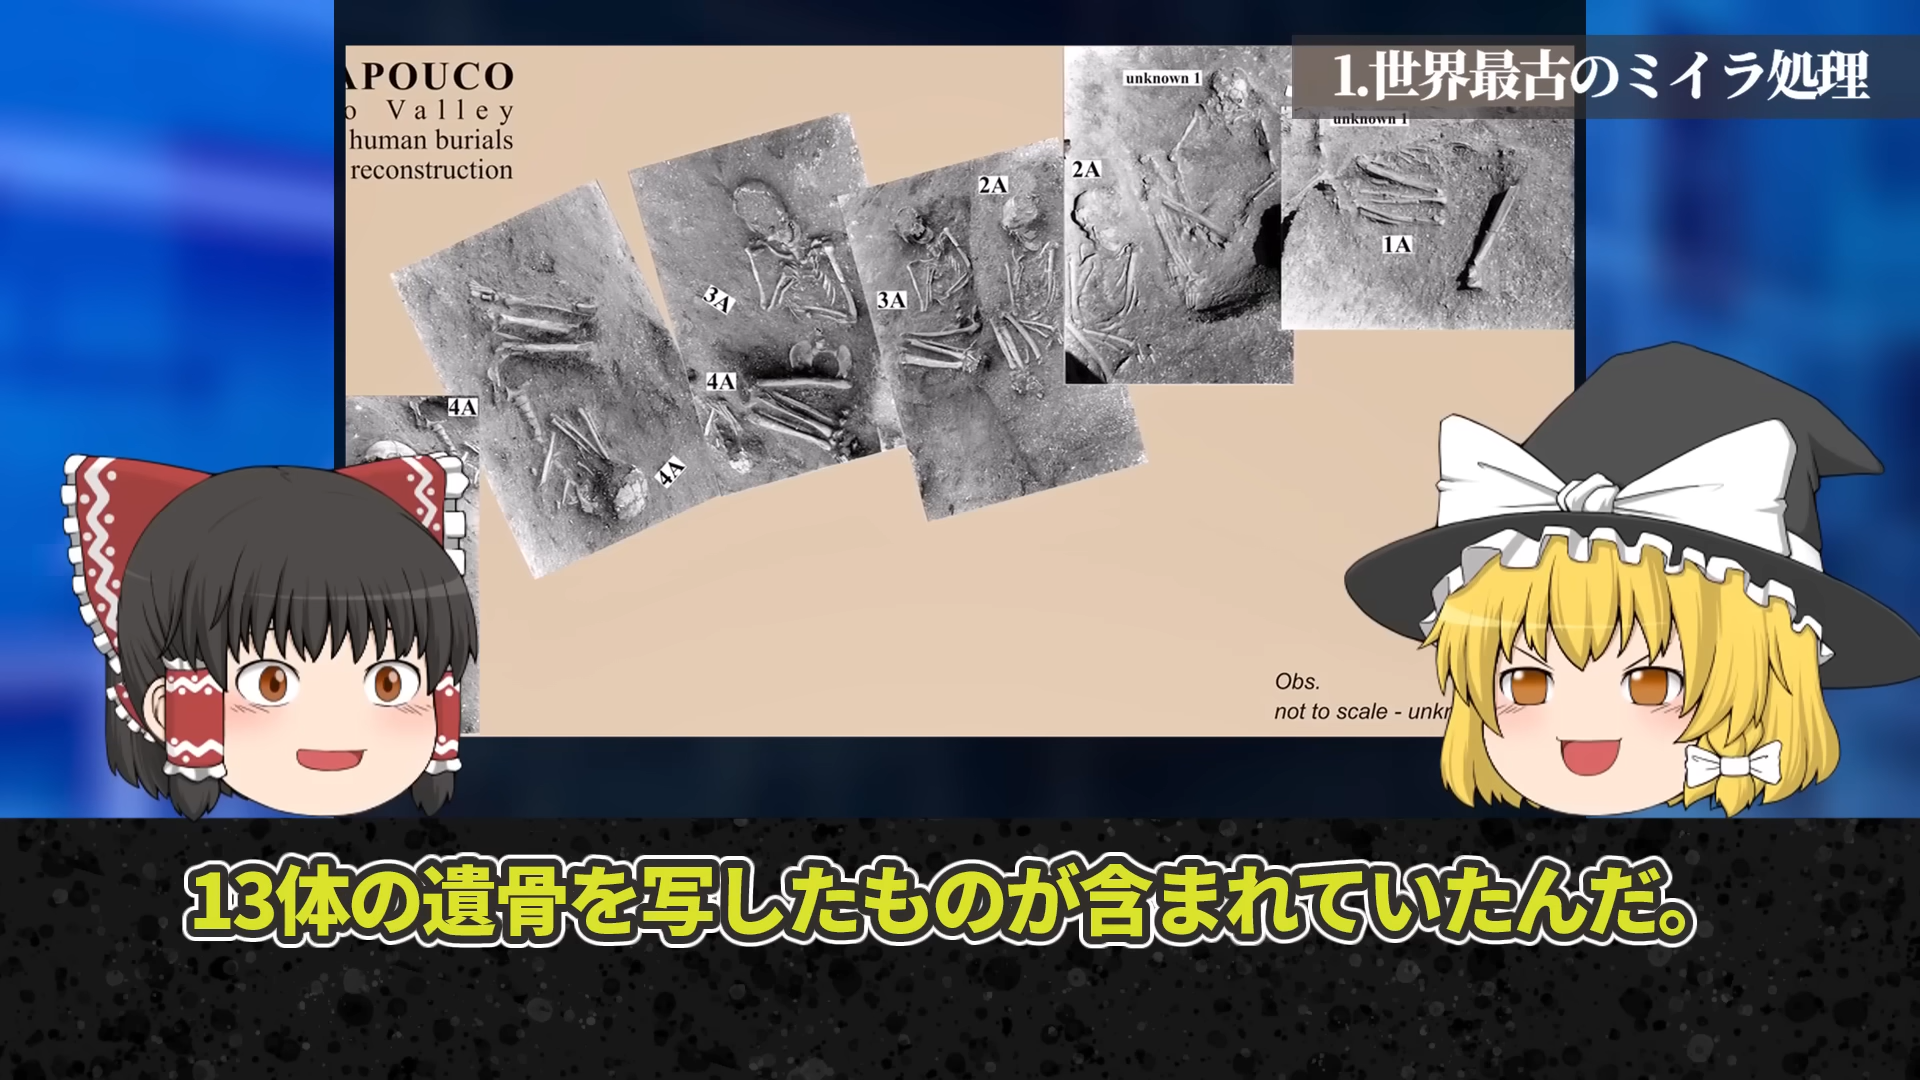 1.世界最古のミイラ処理
APOUCO
o Valley
human burials
reconstruction
unknown 1
unknown 1
2A
2A
1A
3A
3A
4A
4A
4A
Obs.
not to scale -
13体の遺骨を写したものが含まれていたんだ。